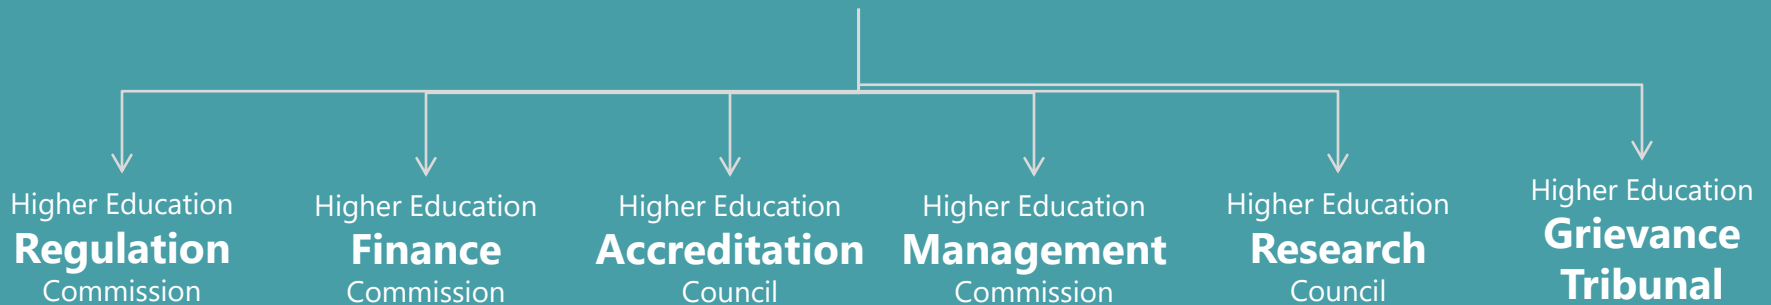 Higher Education
Regulation
Commission
Higher Education
Finance
Commission
Higher Education
Accreditation
Council
Higher Education
Management
Commission
Higher Education
Research
Council
Higher Education
Grievance
Tribunal